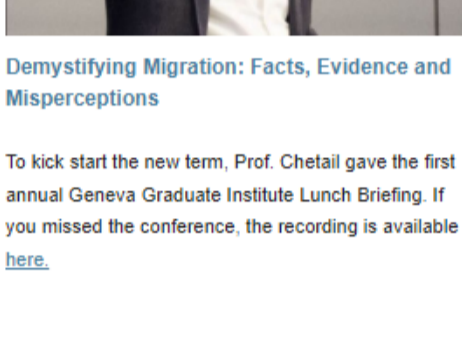 Demystifying Migration: Facts, Evidence and
Misperceptions
To kick start the new term, Prof. Chetail gave the first
annual Geneva Graduate Institute Lunch Briefing. If
you missed the conference, the recording is available
here.